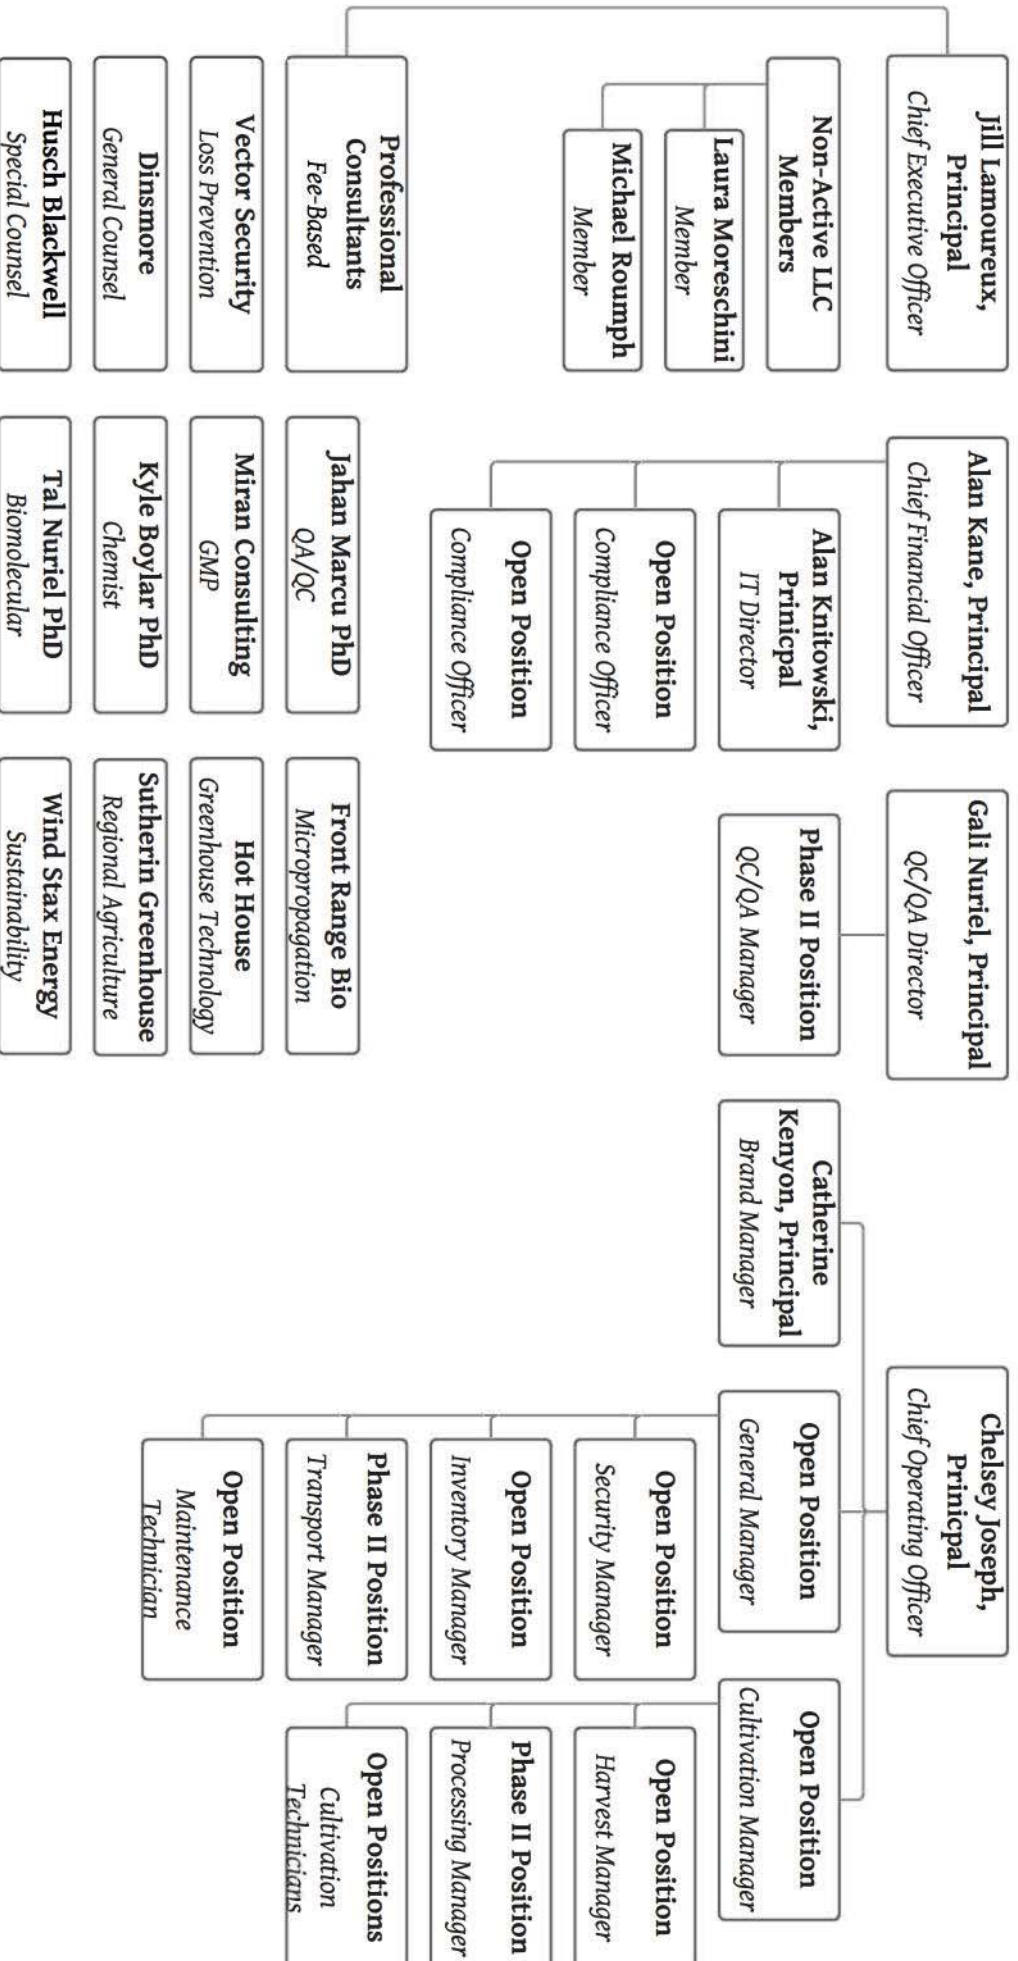 Jill Lamoureux,
Principal
Chief Executive Officer
Non-Active LLC
Members
Laura Moreschini
Member
Michael Roumph
Member
Professional
Consultants
Fee-Based
Vector Security
Loss Prevention
Dinsmore
General Counsel
Husch Blackwell
Special Counsel
Alan Kane, Principal
Chief Financial Officer
Alan Knitowski,
Prinicpal
IT Director
Open Position
Compliance Officer
Open Position
Compliance Officer
Jahan Marcu PhD
QA/QC
Miran Consulting
GMP
Kyle Boylar PhD
Chemist
Tal Nuriel PhD
Biomolecular
Gali Nuriel, Principal
QC/QA Director
Phase II Position
QC/QA Manager
Front Range Bio
Micropropagation
Hot House
Greenhouse Technology
Sutherin Greenhouse
Regional Agriculture
Wind Stax Energy
Sustainability
Chelsey Joseph,
Prinicpal
Chief Operating Officer
Catherine
Kenyon, Principal
Brand Manager
Open Position
General Manager
Open Position
Security Manager
Open Position
Inventory Manager
Phase II Position
Transport Manager
Open Position
Maintenance
Technician
Open Position
Cultivation Manager
Open Position
Harvest Manager
Phase II Position
Processing Manager
Open Positions
Cultivation
Technicians